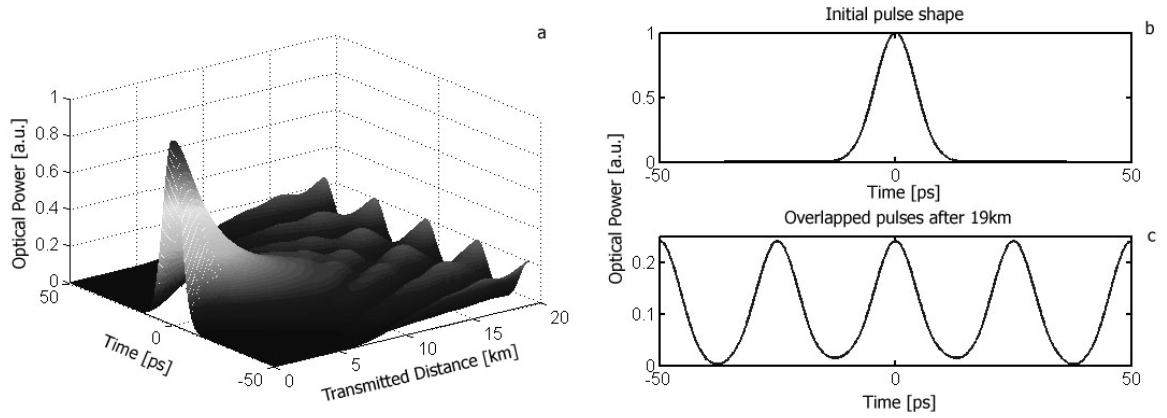 a
Optical Power [a.u.]
1
0.8
0.6
0.4
0.2
0
50
0
-50
Time [ps]
0
5
10
15
20
Transmitted Distance [km]
Initial pulse shape
b
1
0.5
0
-50
0
50
Time [ps]
Optical Power [a.u.]
Overlapped pulses after 19km
c
0.2
0.1
0
-50
0
50
Time [ps]